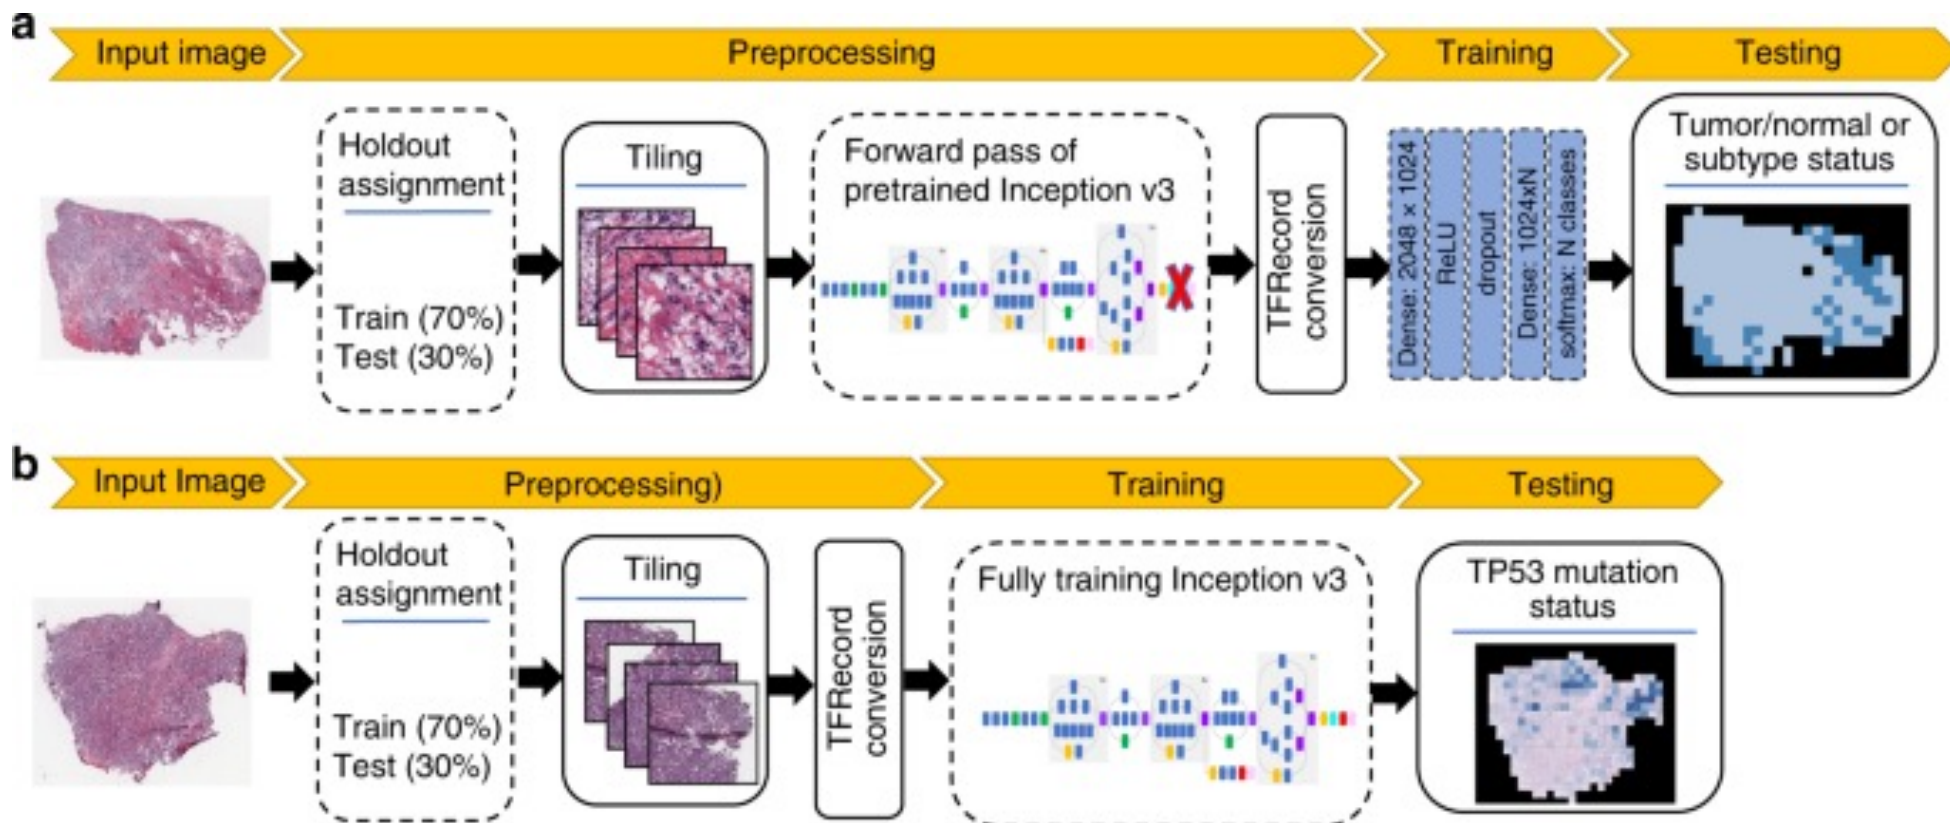 a
Input image
Preprocessing
Training
Testing
Holdout
assignment
Train (70%)
Test (30%)
Tiling
Forward pass of
pretrained Inception v3
TFRecord
conversion
Dense: 2048 × 1024
ReLU
dropout
Dense: 1024xN
softmax: N classes
Tumor/normal or
subtype status
b
Input Image
Preprocessing)
Training
Testing
Holdout
assignment
Train (70%)
Test (30%)
Tiling
TFRecord
conversion
Fully training Inception v3
TP53 mutation
status